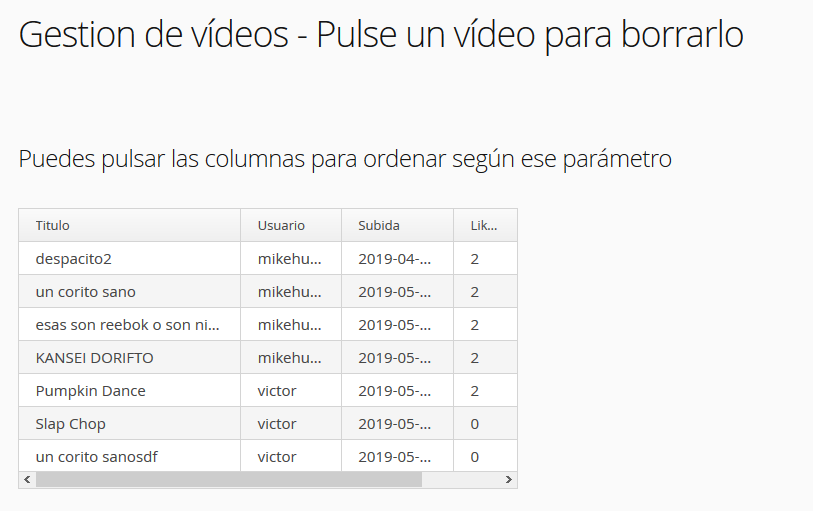 Gestion de vídeos - Pulse un vídeo para borrarlo
Puedes pulsar las columnas para ordenar según ese parámetro
Titulo Usuario Subida Lik...
despacito2 mikehu... 2019-04-... 2
un corito sano mikehu... 2019-05-... 2
esas son reebok o son ni... mikehu... 2019-05-... 2
KANSEI DORIFTO mikehu... 2019-05-... 2
Pumpkin Dance victor 2019-05-... 2
Slap Chop victor 2019-05-... 0
un corito sanosdf victor 2019-05-... 0